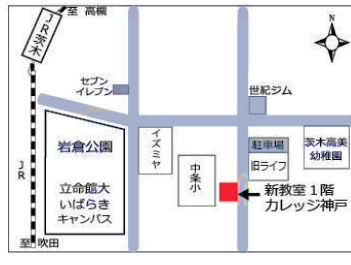 至 高槻
JR茨木
セブン
イレブン
世紀ジム
イズミヤ
駐車場
旧ライフ
茨木高美
幼稚園
岩倉公園
中条小
立命館大
いばらき
キャンパス
JR
新教室1階
カレッジ神戸
至 吹田